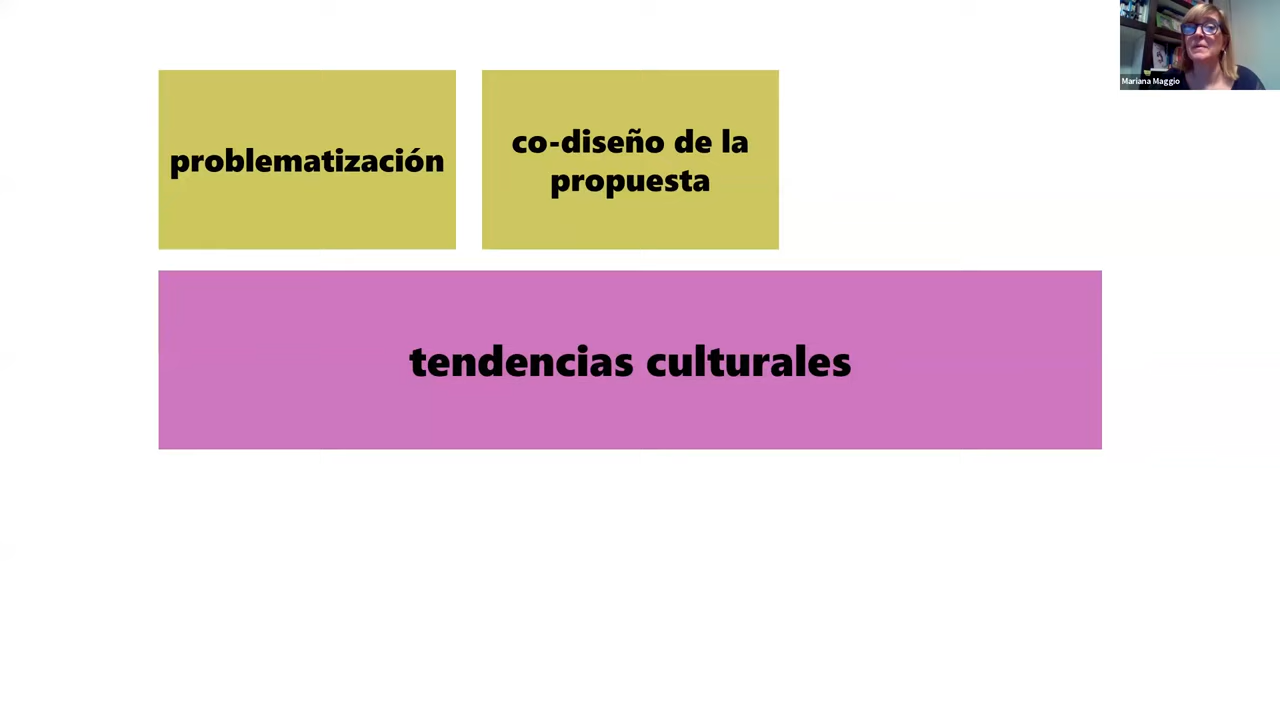 Mariana Maggio
problematización
co-diseño de la
propuesta
tendencias culturales